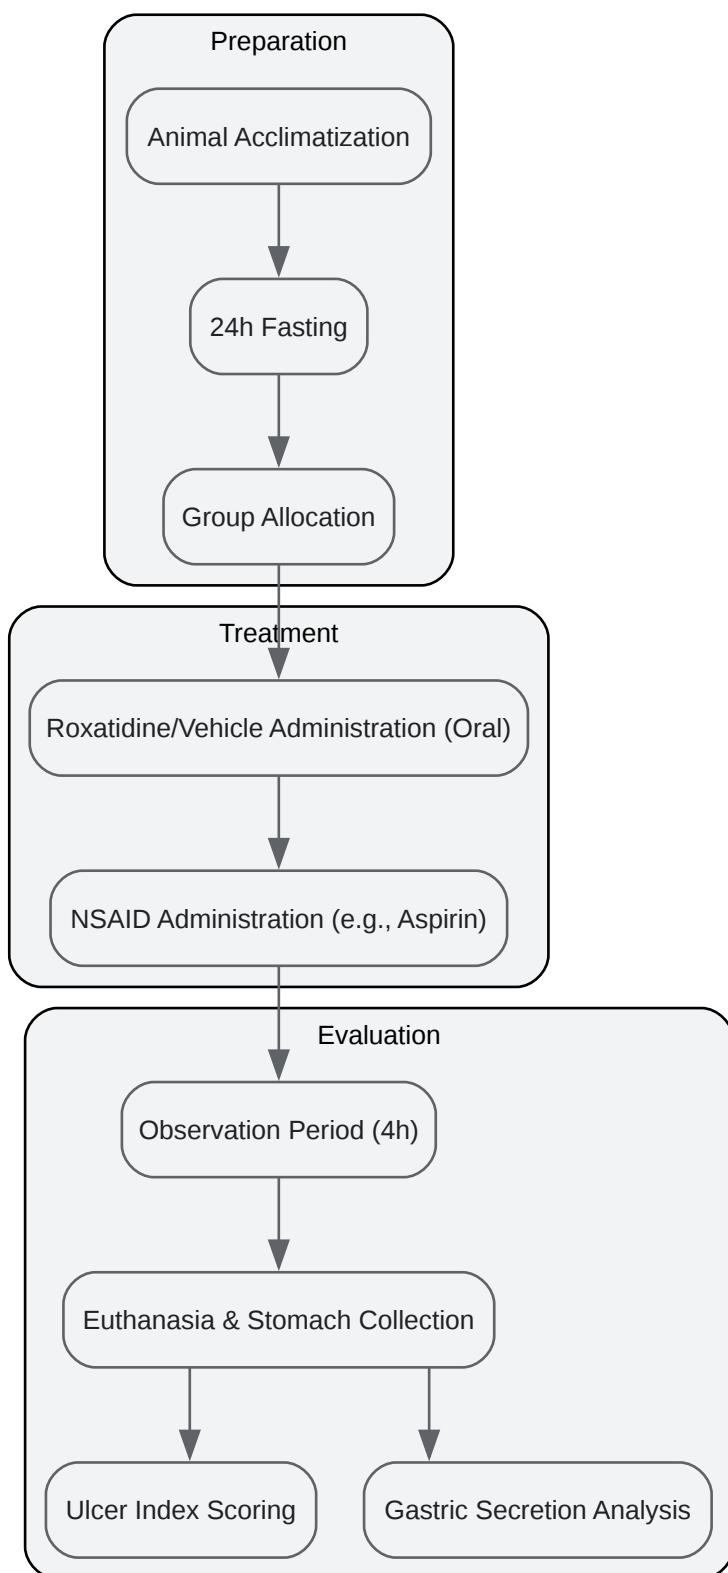 Preparation
Animal Acclimatization
24h Fasting
Group Allocation
Treatment
Roxatidine/Vehicle Administration (Oral)
NSAID Administration (e.g., Aspirin)
Evaluation
Observation Period (4h)
Euthanasia & Stomach Collection
Ulcer Index Scoring
Gastric Secretion Analysis